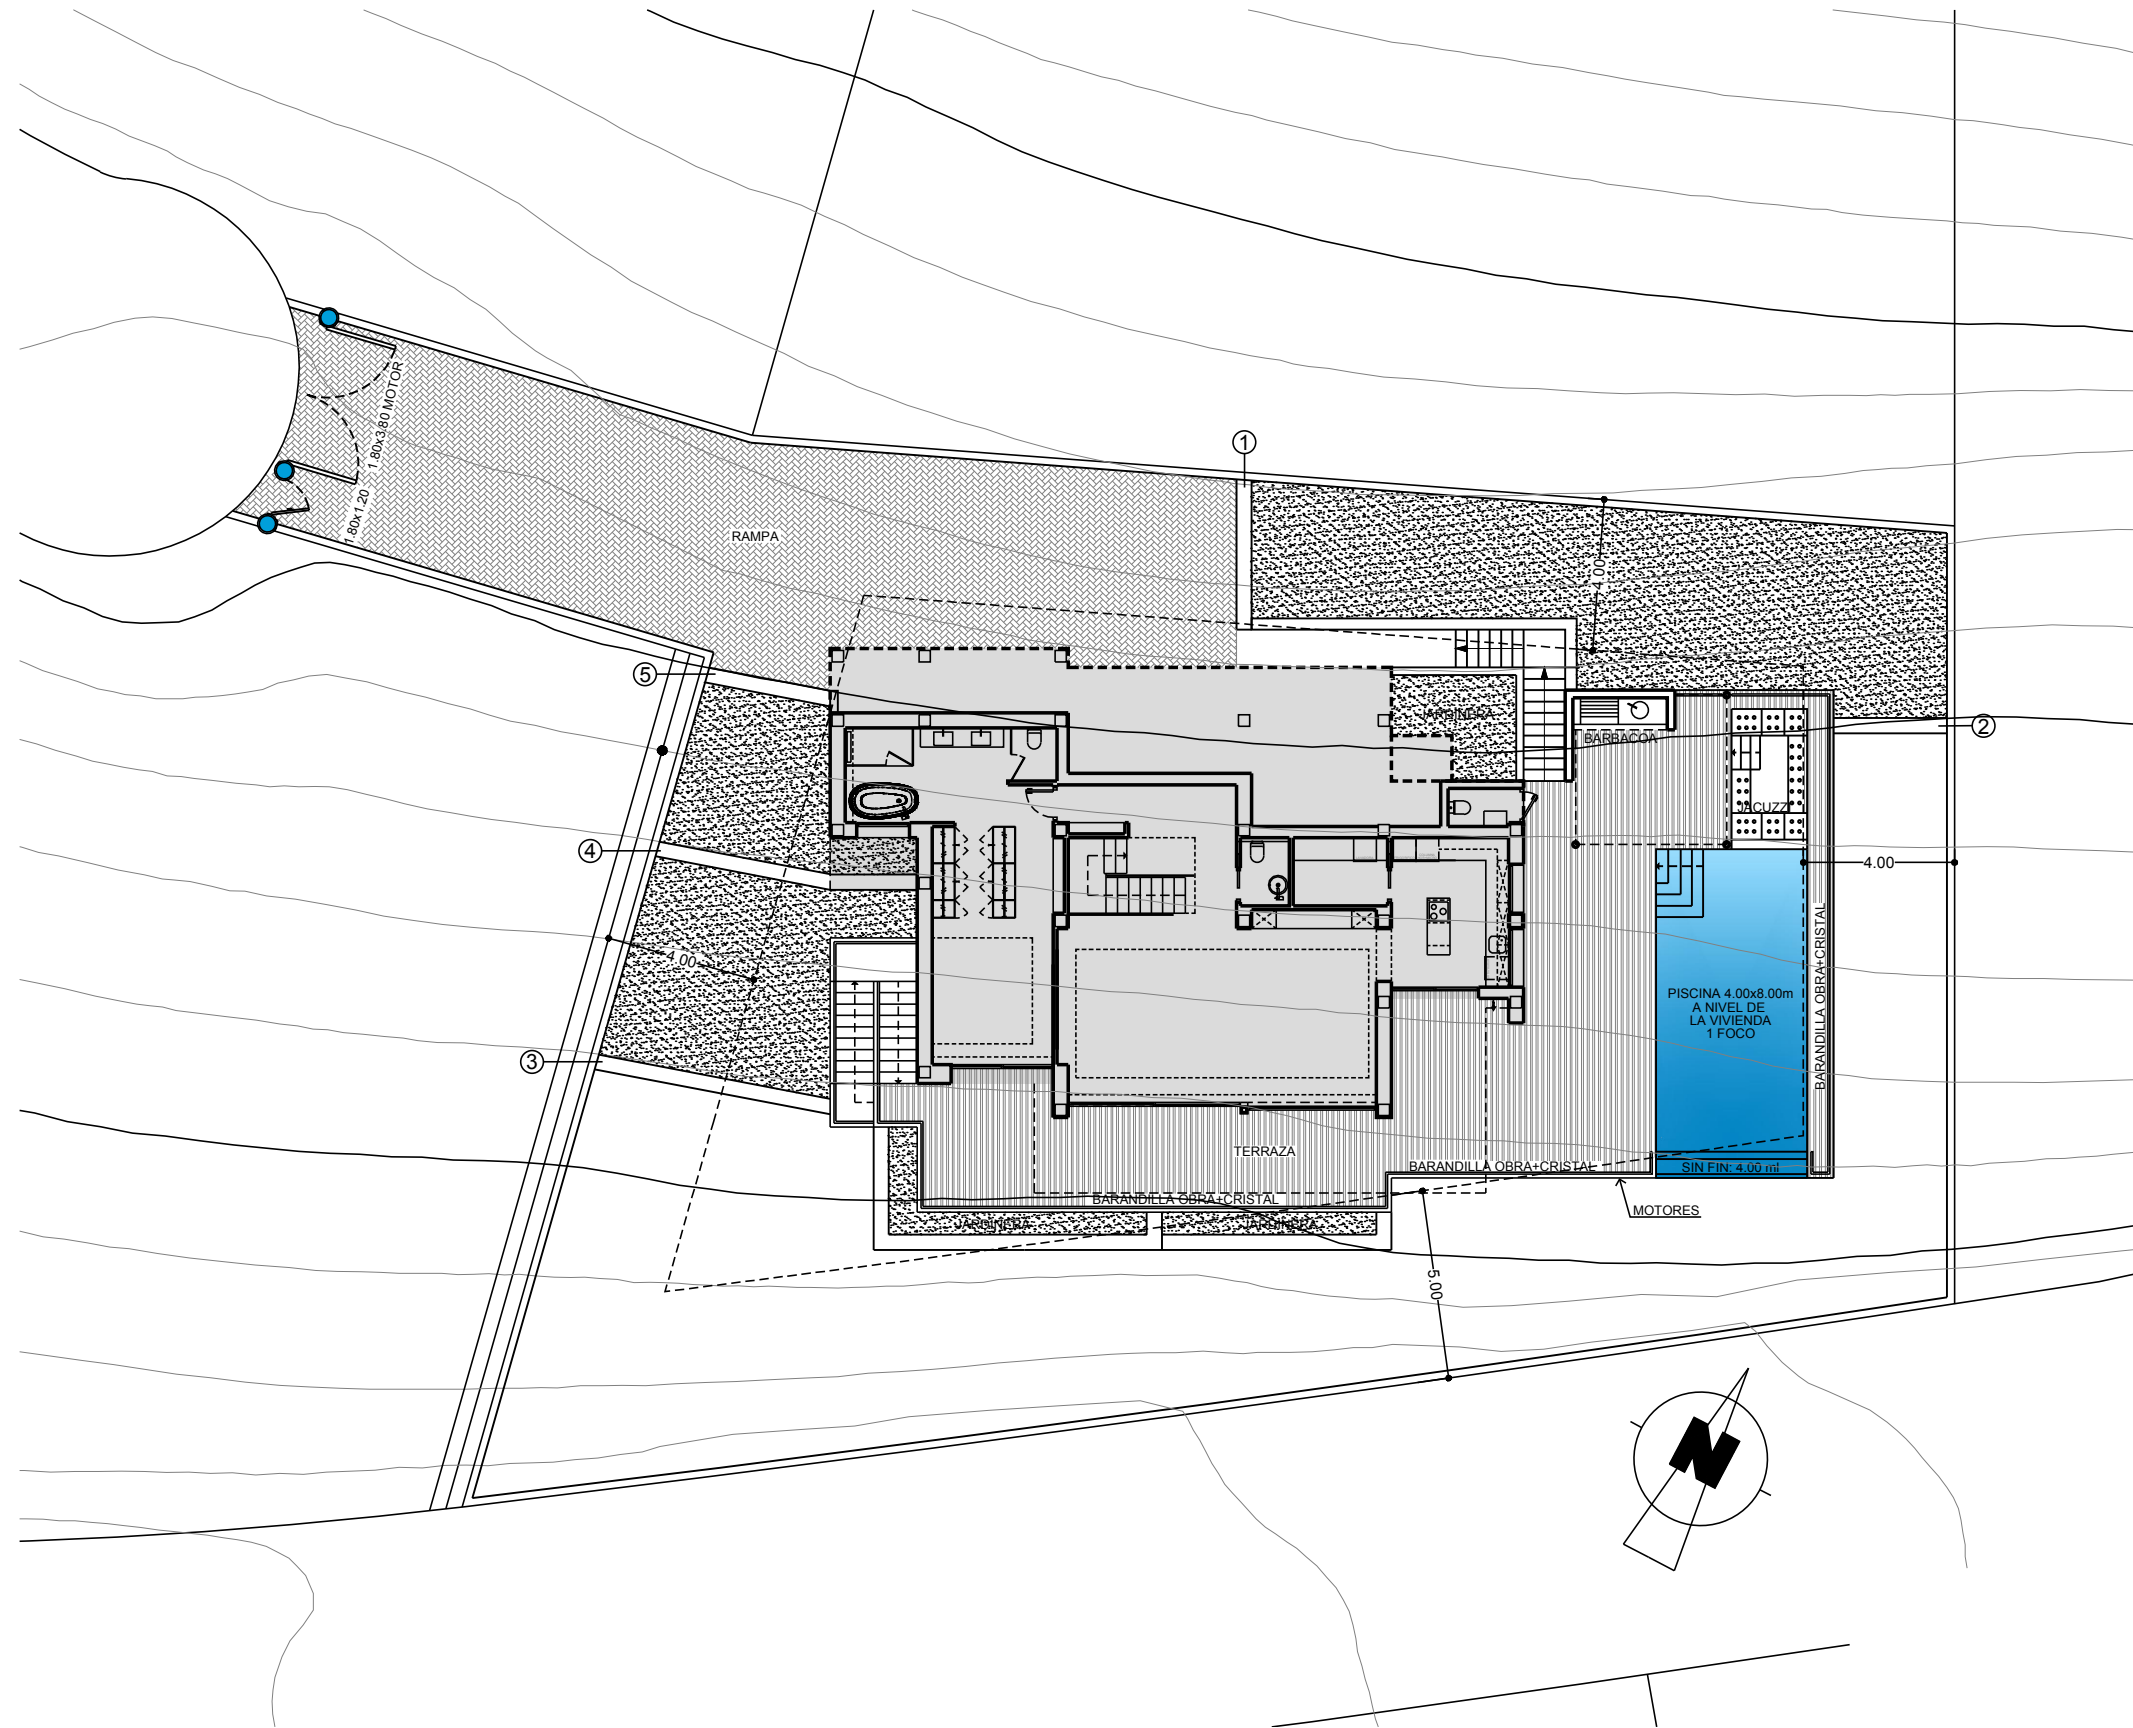 1.80x3.80 MOTOR
1.80x1.20
RAMPA
1
4.00
5
JARDINERA
BARBACOA
2
JACUZZI
4
4.00
4.00
BARANDILLA OBRA+CRISTAL
PISCINA 4.00x8.00m
A NIVEL DE
LA VIVIENDA
1 FOCO
3
TERRAZA
BARANDILLA OBRA+CRISTAL
SIN FIN: 4.00 ml
BARANDILLA OBRA+CRISTAL
MOTORES
JARDINERA
JARDINERA
5.00
N